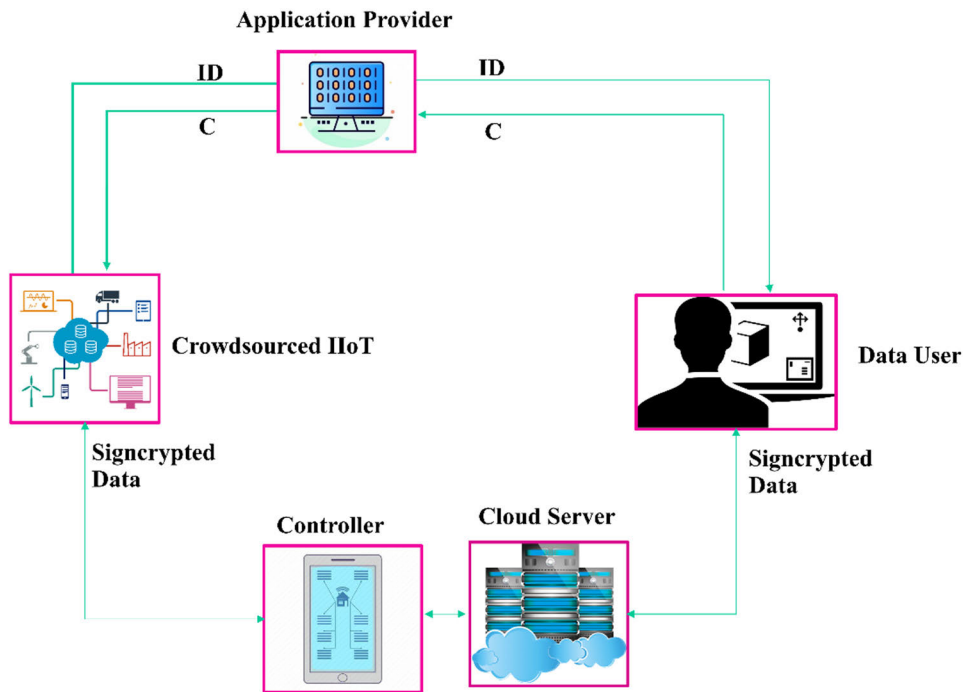 Application Provider
ID
ID
C
C
Crowdsourced IIoT
Data User
Signcrypted
Data
Signcrypted
Data
Controller
Cloud Server